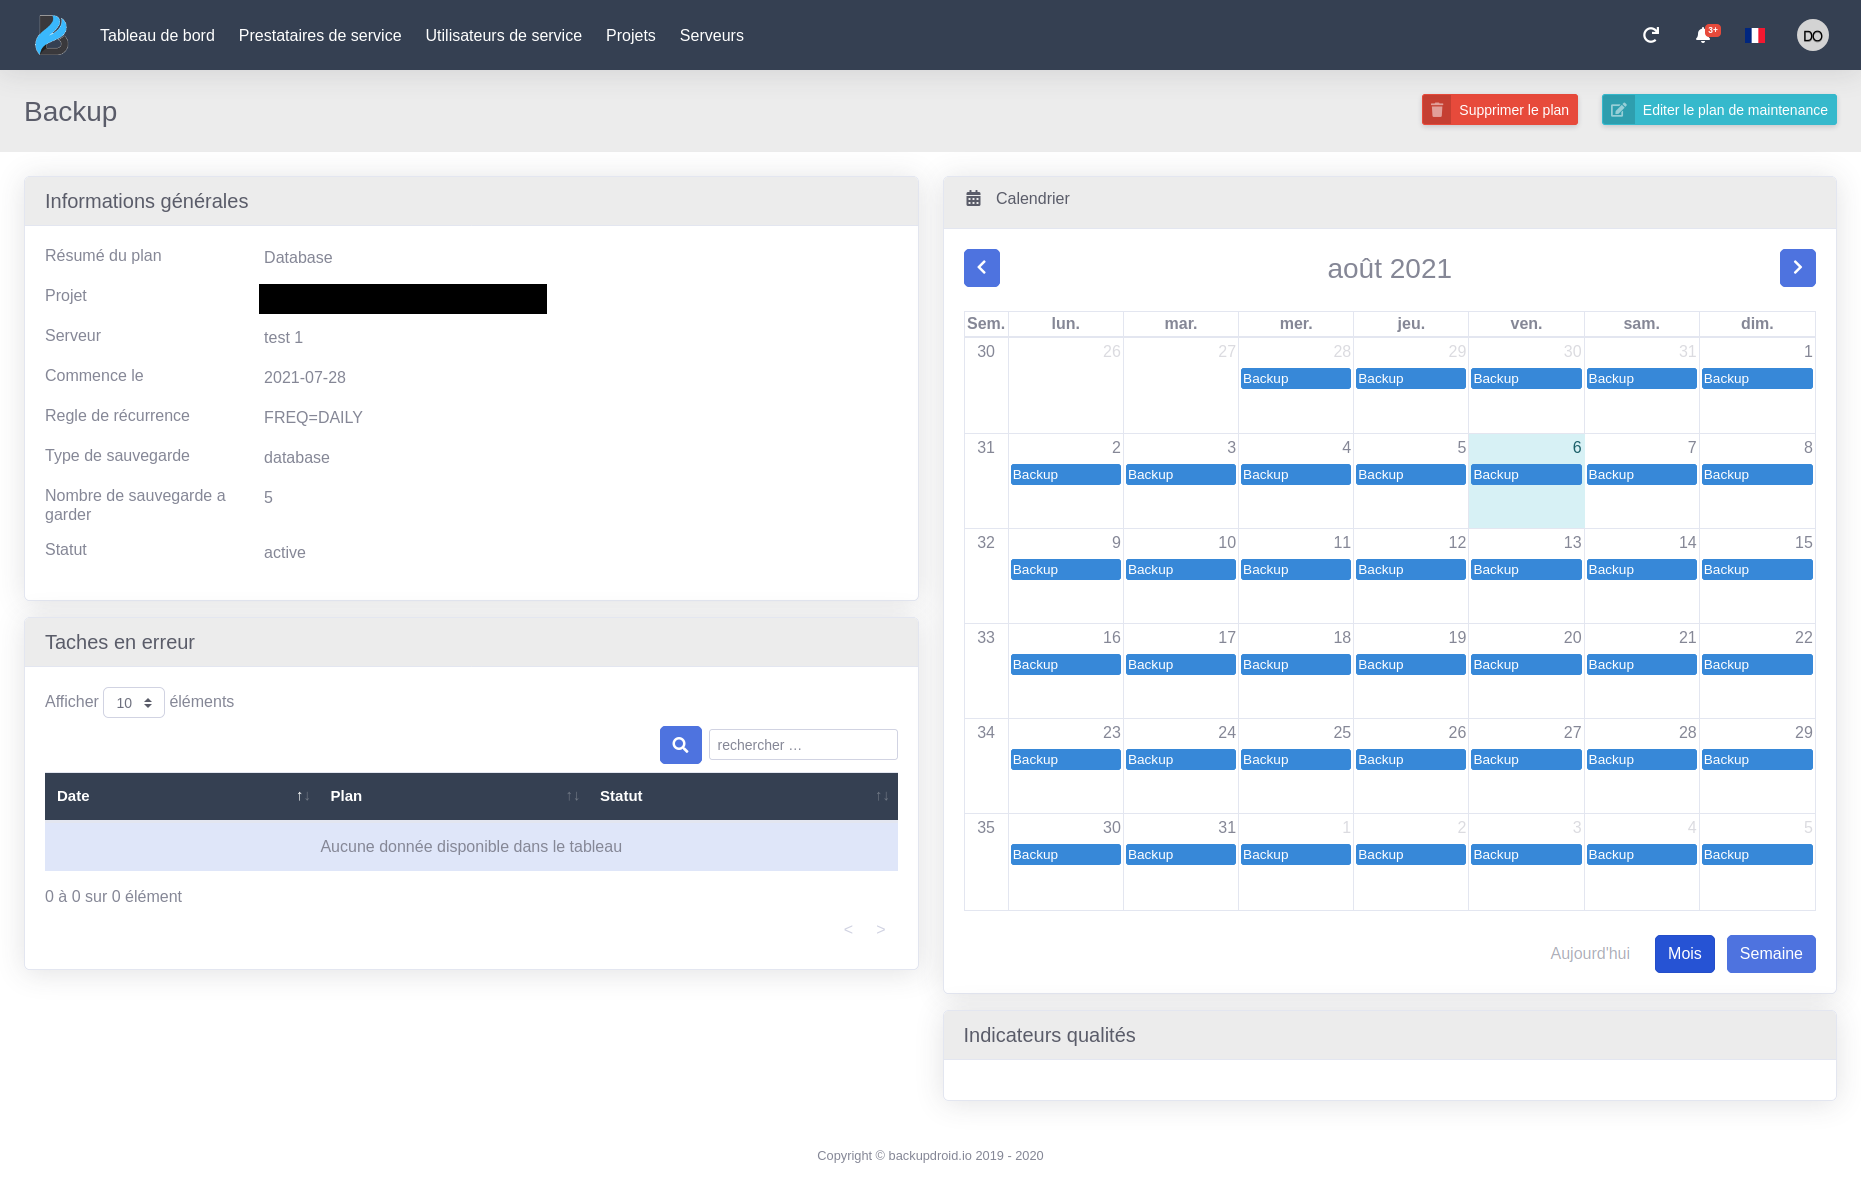 Tableau de bord Prestataires de service Utilisateurs de service Projets Serveurs 3+ DO
Backup Supprimer le plan Editer le plan de maintenance
Informations générales
Résumé du plan Database
Projet
Serveur test 1
Commence le 2021-07-28
Regle de récurrence FREQ=DAILY
Type de sauvegarde database
Nombre de sauvegarde a 5
garder
Statut active
Taches en erreur
Afficher 10 éléments
rechercher ...
Date ↑↓ Plan ↑↓ Statut ↑↓
Aucune donnée disponible dans le tableau
0 à 0 sur 0 élément
< >
Calendrier
août 2021
Sem. lun. mar. mer. jeu. ven. sam. dim.
30 26 27 28 29 30 31 1
Backup Backup Backup Backup Backup
31 2 3 4 5 6 7 8
Backup Backup Backup Backup Backup Backup Backup
32 9 10 11 12 13 14 15
Backup Backup Backup Backup Backup Backup Backup
33 16 17 18 19 20 21 22
Backup Backup Backup Backup Backup Backup Backup
34 23 24 25 26 27 28 29
Backup Backup Backup Backup Backup Backup Backup
35 30 31 1 2 3 4 5
Backup Backup Backup Backup Backup Backup Backup
Aujourd'hui Mois Semaine
Indicateurs qualités
Copyright © backupdroid.io 2019 - 2020